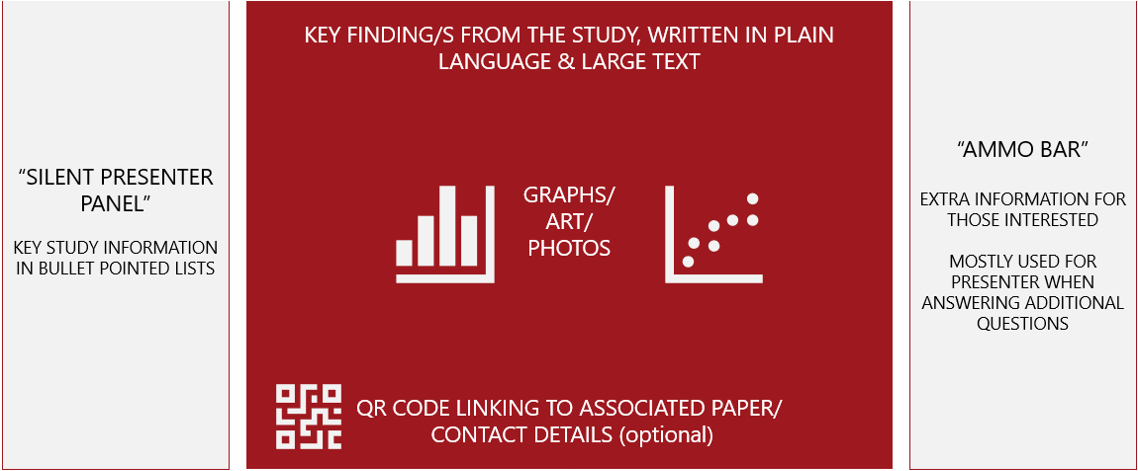 “SILENT PRESENTER
PANEL”
KEY STUDY INFORMATION
IN BULLET POINTED LISTS
KEY FINDING/S FROM THE STUDY, WRITTEN IN PLAIN
LANGUAGE & LARGE TEXT
GRAPHS/
ART/
PHOTOS
QR CODE LINKING TO ASSOCIATED PAPER/
CONTACT DETAILS (optional)
“AMMO BAR”
EXTRA INFORMATION FOR
THOSE INTERESTED
MOSTLY USED FOR
PRESENTER WHEN
ANSWERING ADDITIONAL
QUESTIONS